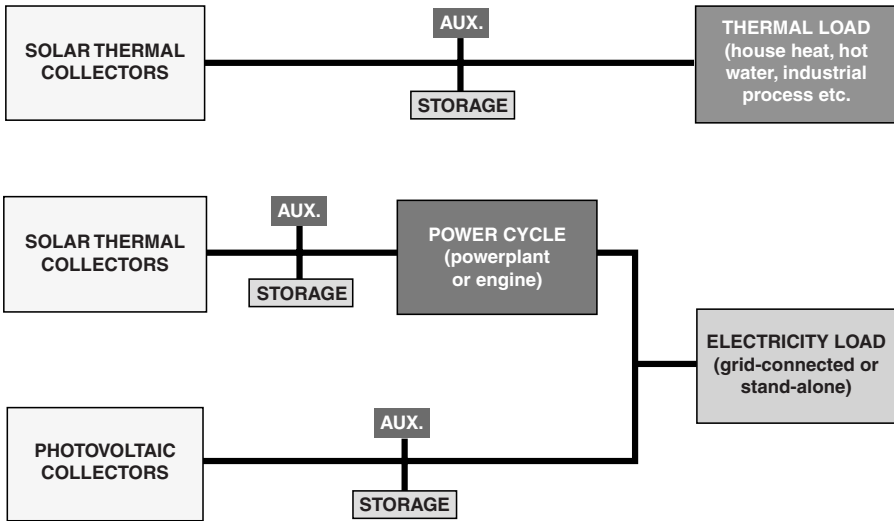 AUX.
SOLAR THERMAL
COLLECTORS
STORAGE
THERMAL LOAD
(house heat, hot
water, industrial
process etc.
AUX.
SOLAR THERMAL
COLLECTORS
STORAGE
POWER CYCLE
(powerplant
or engine)
ELECTRICITY LOAD
(grid-connected or
stand-alone)
AUX.
PHOTOVOLTAIC
COLLECTORS
STORAGE